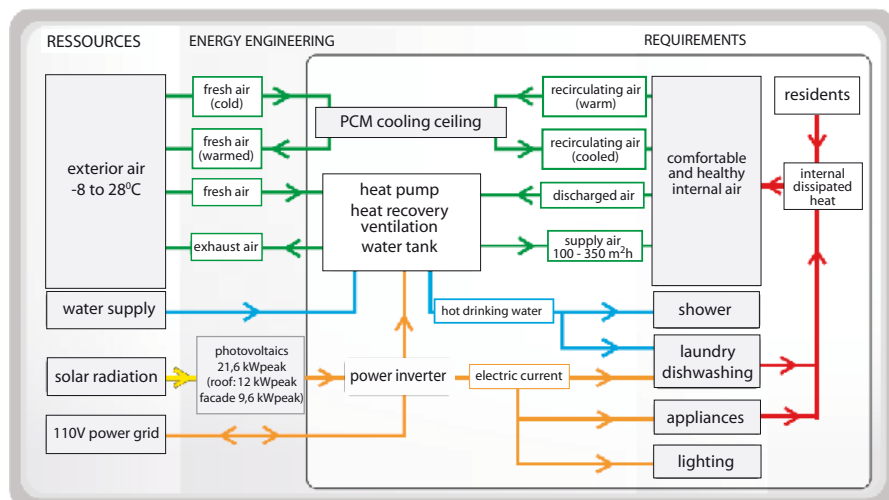 RESSOURCES
ENERGY ENGINEERING
REQUIREMENTS
exterior air
-8 to 28⁰C
fresh air
(cold)
fresh air
(warmed)
fresh air
exhaust air
PCM cooling ceiling
heat pump
heat recovery
ventilation
water tank
recirculating air
(warm)
recirculating air
(cooled)
discharged air
supply air
100 - 350 m²h
comfortable
and healthy
internal air
residents
internal
dissipated
heat
water supply
hot drinking water
shower
laundry
dishwashing
solar radiation
photovoltaics
21,6 kWpeak
(roof: 12 kWpeak
facade 9,6 kWpeak)
power inverter
electric current
appliances
110V power grid
lighting